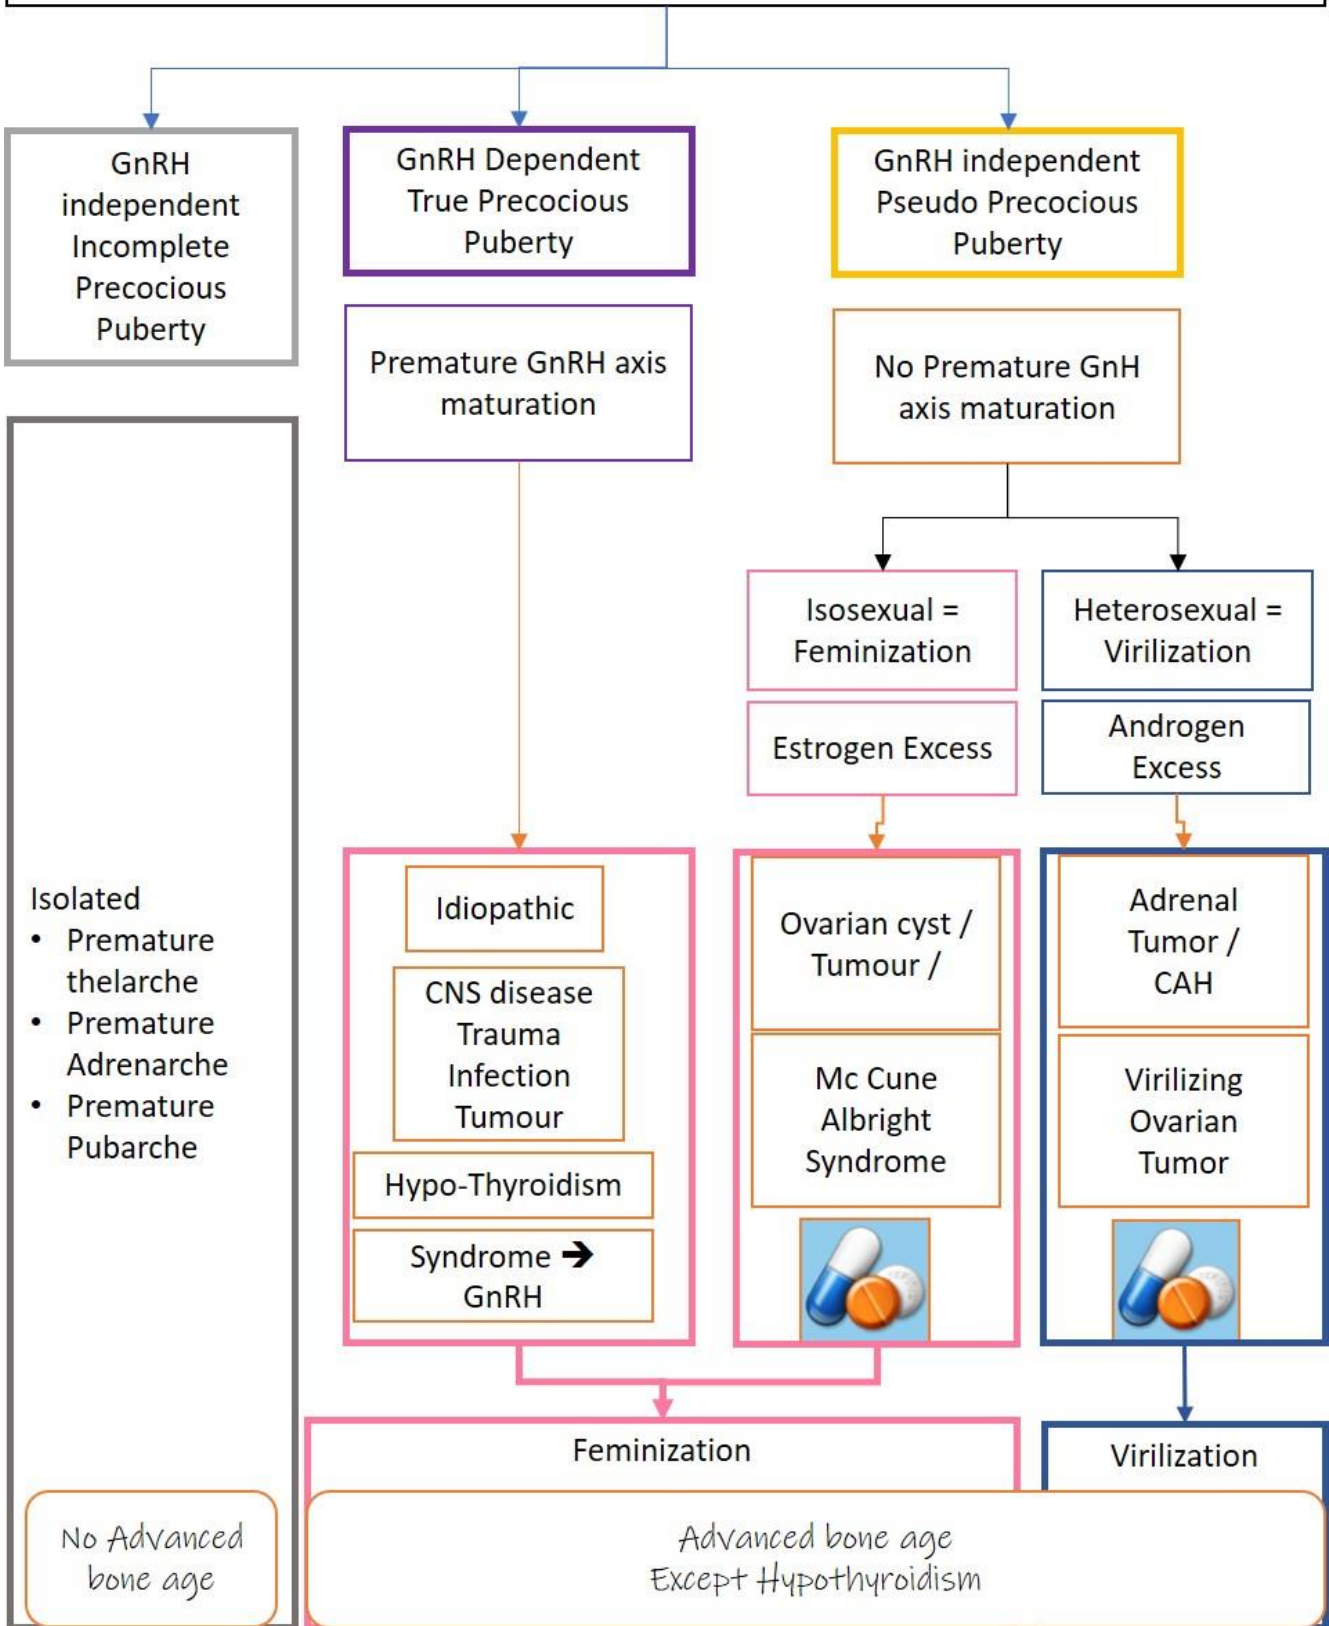 GnRH
independent
Incomplete
Precocious
Puberty
GnRH Dependent
True Precocious
Puberty
GnRH independent
Pseudo Precocious
Puberty
Premature GnRH axis
maturation
No Premature GnH
axis maturation
Isosexual =
Feminization
Heterosexual =
Virilization
Estrogen Excess
Androgen
Excess
Isolated
• Premature
thelarche
• Premature
Adrenarche
• Premature
Pubarche
Idiopathic
CNS disease
Trauma
Infection
Tumour
Hypo-Thyroidism
Syndrome ➔
GnRH
Ovarian cyst /
Tumour /
Mc Cune
Albright
Syndrome
Adrenal
Tumor /
CAH
Virilizing
Ovarian
Tumor
Feminization
Virilization
No Advanced
bone age
Advanced bone age
Except Hypothyroidism